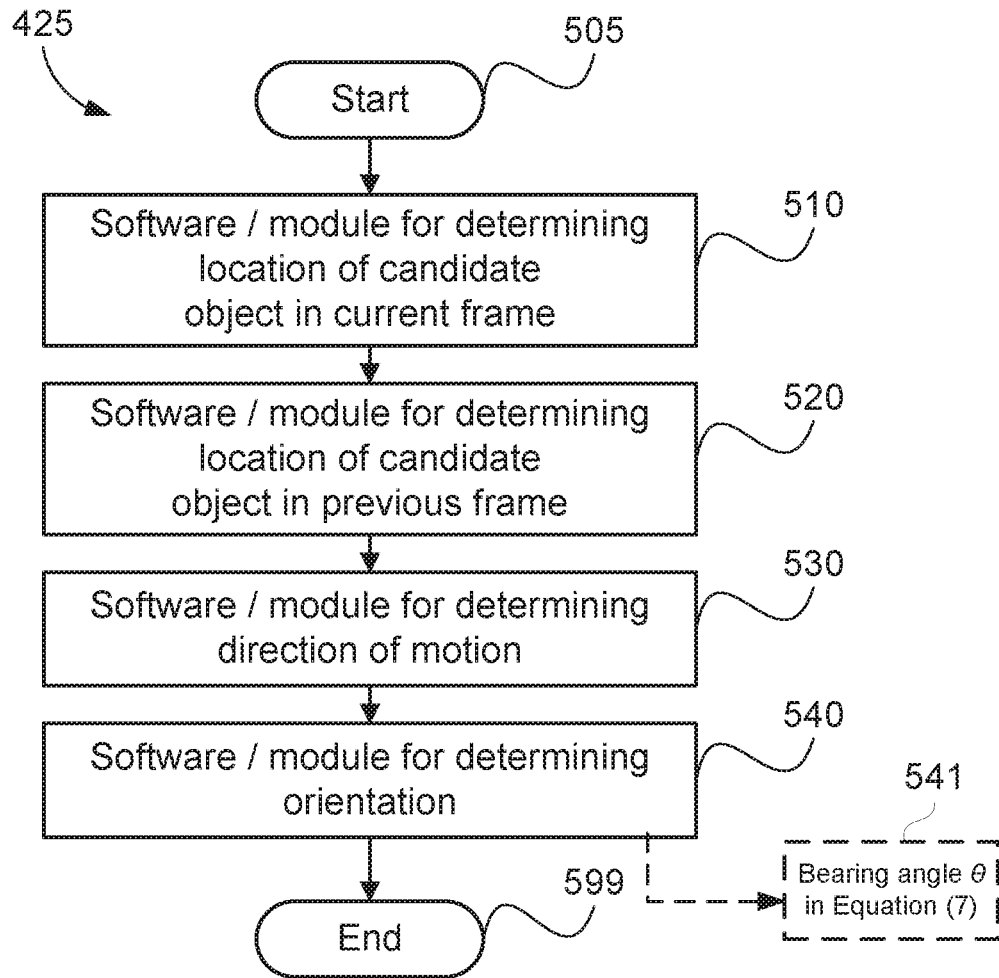 425
505
Start
Software / module for determining
location of candidate
object in current frame
510
Software / module for determining
location of candidate
object in previous frame
520
Software / module for determining
direction of motion
530
Software / module for determining
orientation
540
541
Bearing angle θ
in Equation (7)
End
599